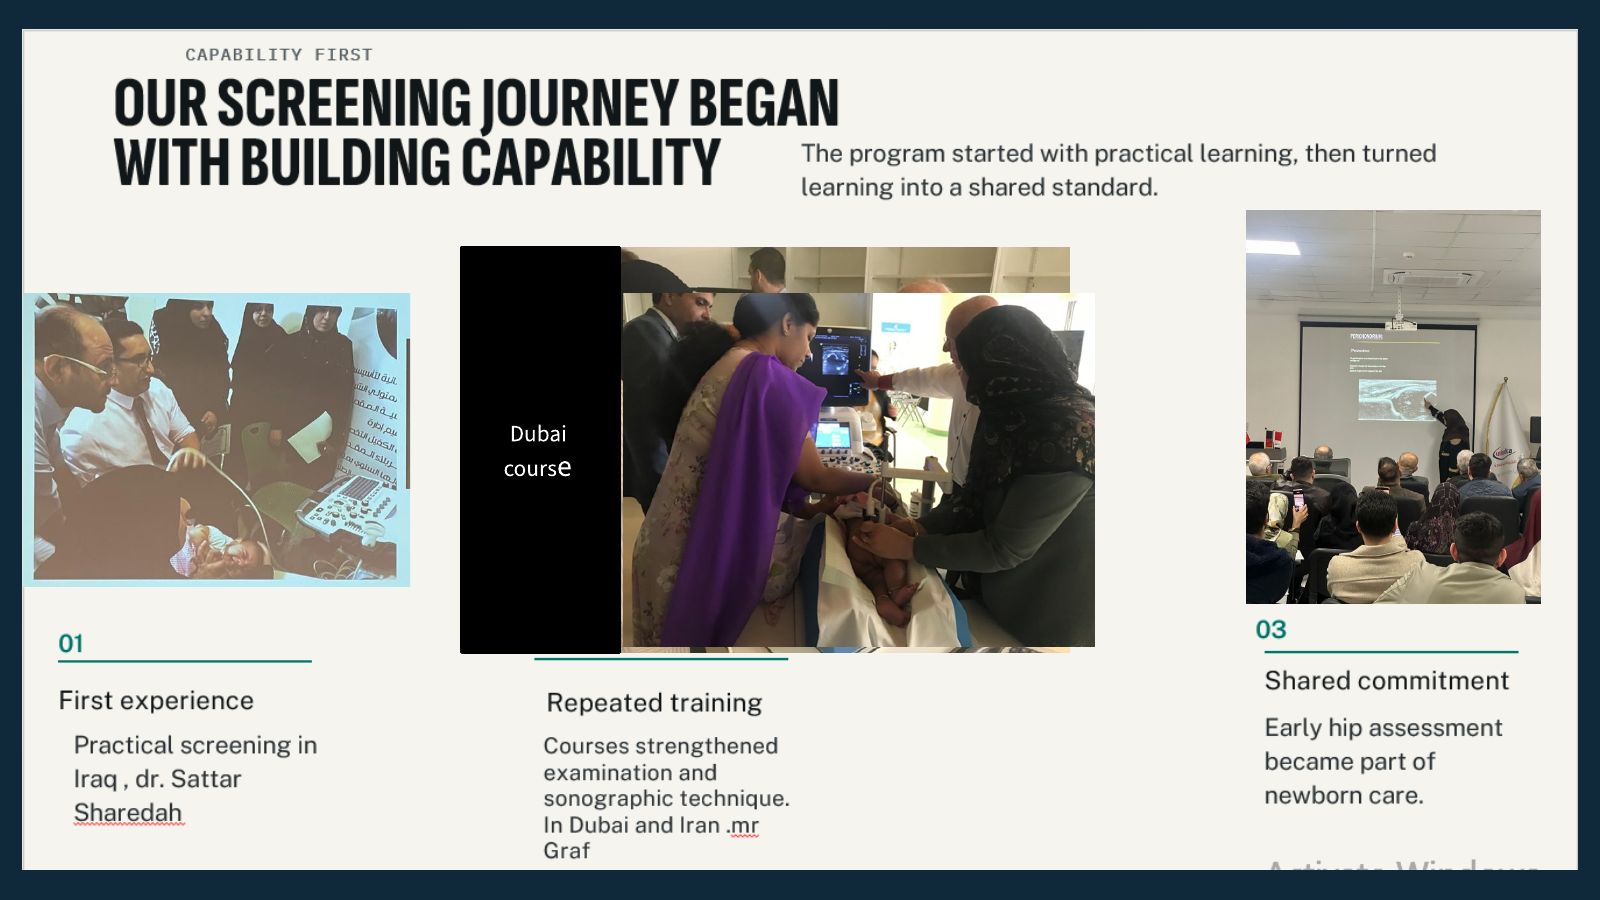 CAPABILITY FIRST
OUR SCREENING JOURNEY BEGAN
WITH BUILDING CAPABILITY
The program started with practical learning, then turned
learning into a shared standard.
Dubai
course
PERICHONDRIUM
01
First experience
Practical screening in
Iraq , dr. Sattar
Sharedah
Repeated training
Courses strengthened
examination and
sonographic technique.
In Dubai and Iran .mr
Graf
03
Shared commitment
Early hip assessment
became part of
newborn care.
Activate Windows